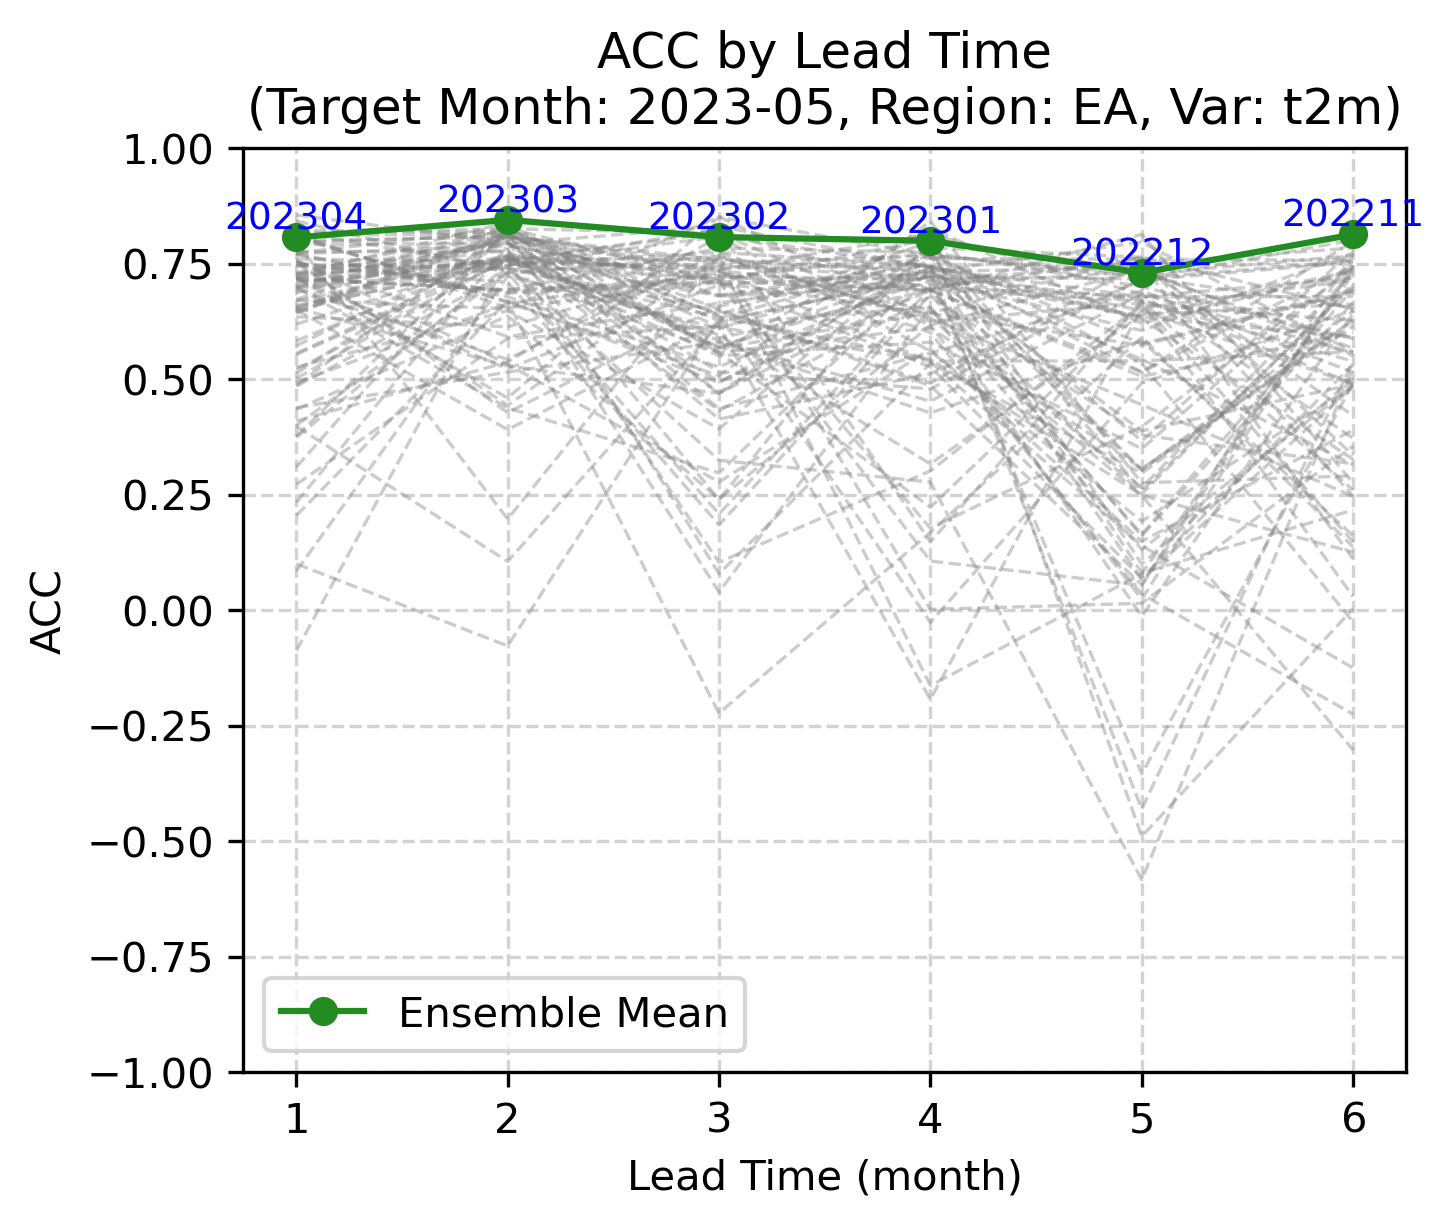 ACC by Lead Time
(Target Month: 2023-05, Region: EA, Var: t2m)
1.00
0.75
0.50
0.25
0.00
−0.25
−0.50
−0.75
−1.00
ACC
202304
202303
202302
202301
202212
202211
Ensemble Mean
1 2 3 4 5 6
Lead Time (month)